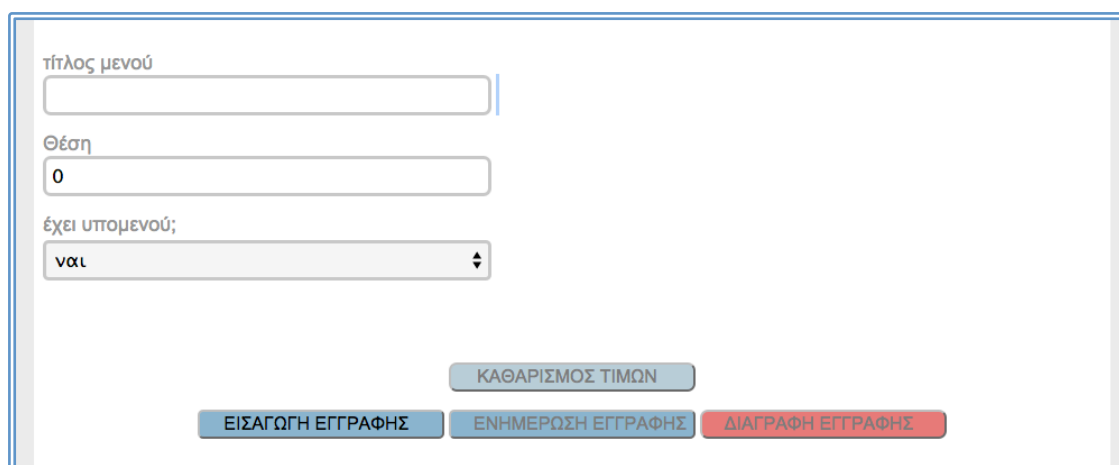 τίτλος μενού
Θέση
0
έχει υπομενού;
ναι
ΚΑΘΑΡΙΣΜΟΣ ΤΙΜΩΝ
ΕΙΣΑΓΩΓΗ ΕΓΓΡΑΦΗΣ ΕΝΗΜΕΡΩΣΗ ΕΓΓΡΑΦΗΣ ΔΙΑΓΡΑΦΗ ΕΓΓΡΑΦΗΣ